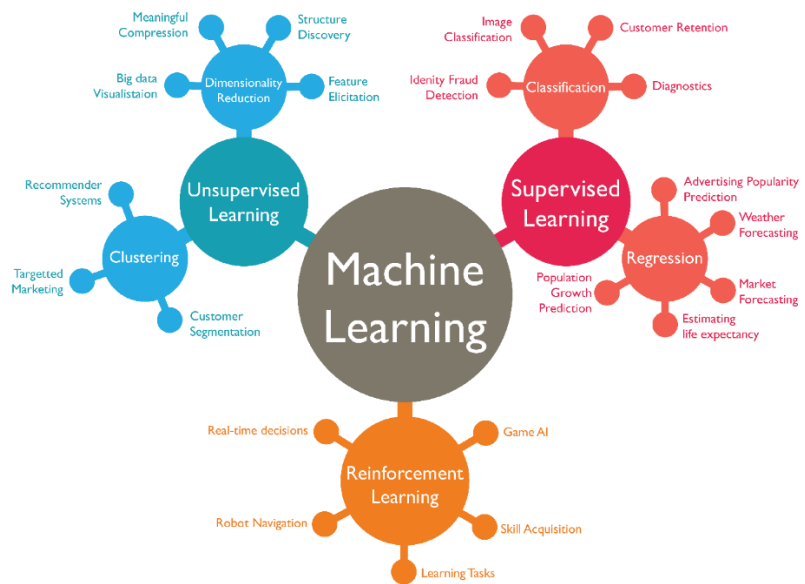 Machine
Learning
Unsupervised
Learning
Dimensionality
Reduction
Meaningful
Compression
Structure
Discovery
Big data
Visualistaion
Feature
Elicitation
Clustering
Recommender
Systems
Targetted
Marketing
Customer
Segmentation
Supervised
Learning
Classification
Image
Classification
Customer Retention
Idenity Fraud
Detection
Diagnostics
Regression
Advertising Popularity
Prediction
Weather
Forecasting
Population
Growth
Prediction
Market
Forecasting
Estimating
life expectancy
Reinforcement
Learning
Real-time decisions
Game AI
Robot Navigation
Skill Acquisition
Learning Tasks